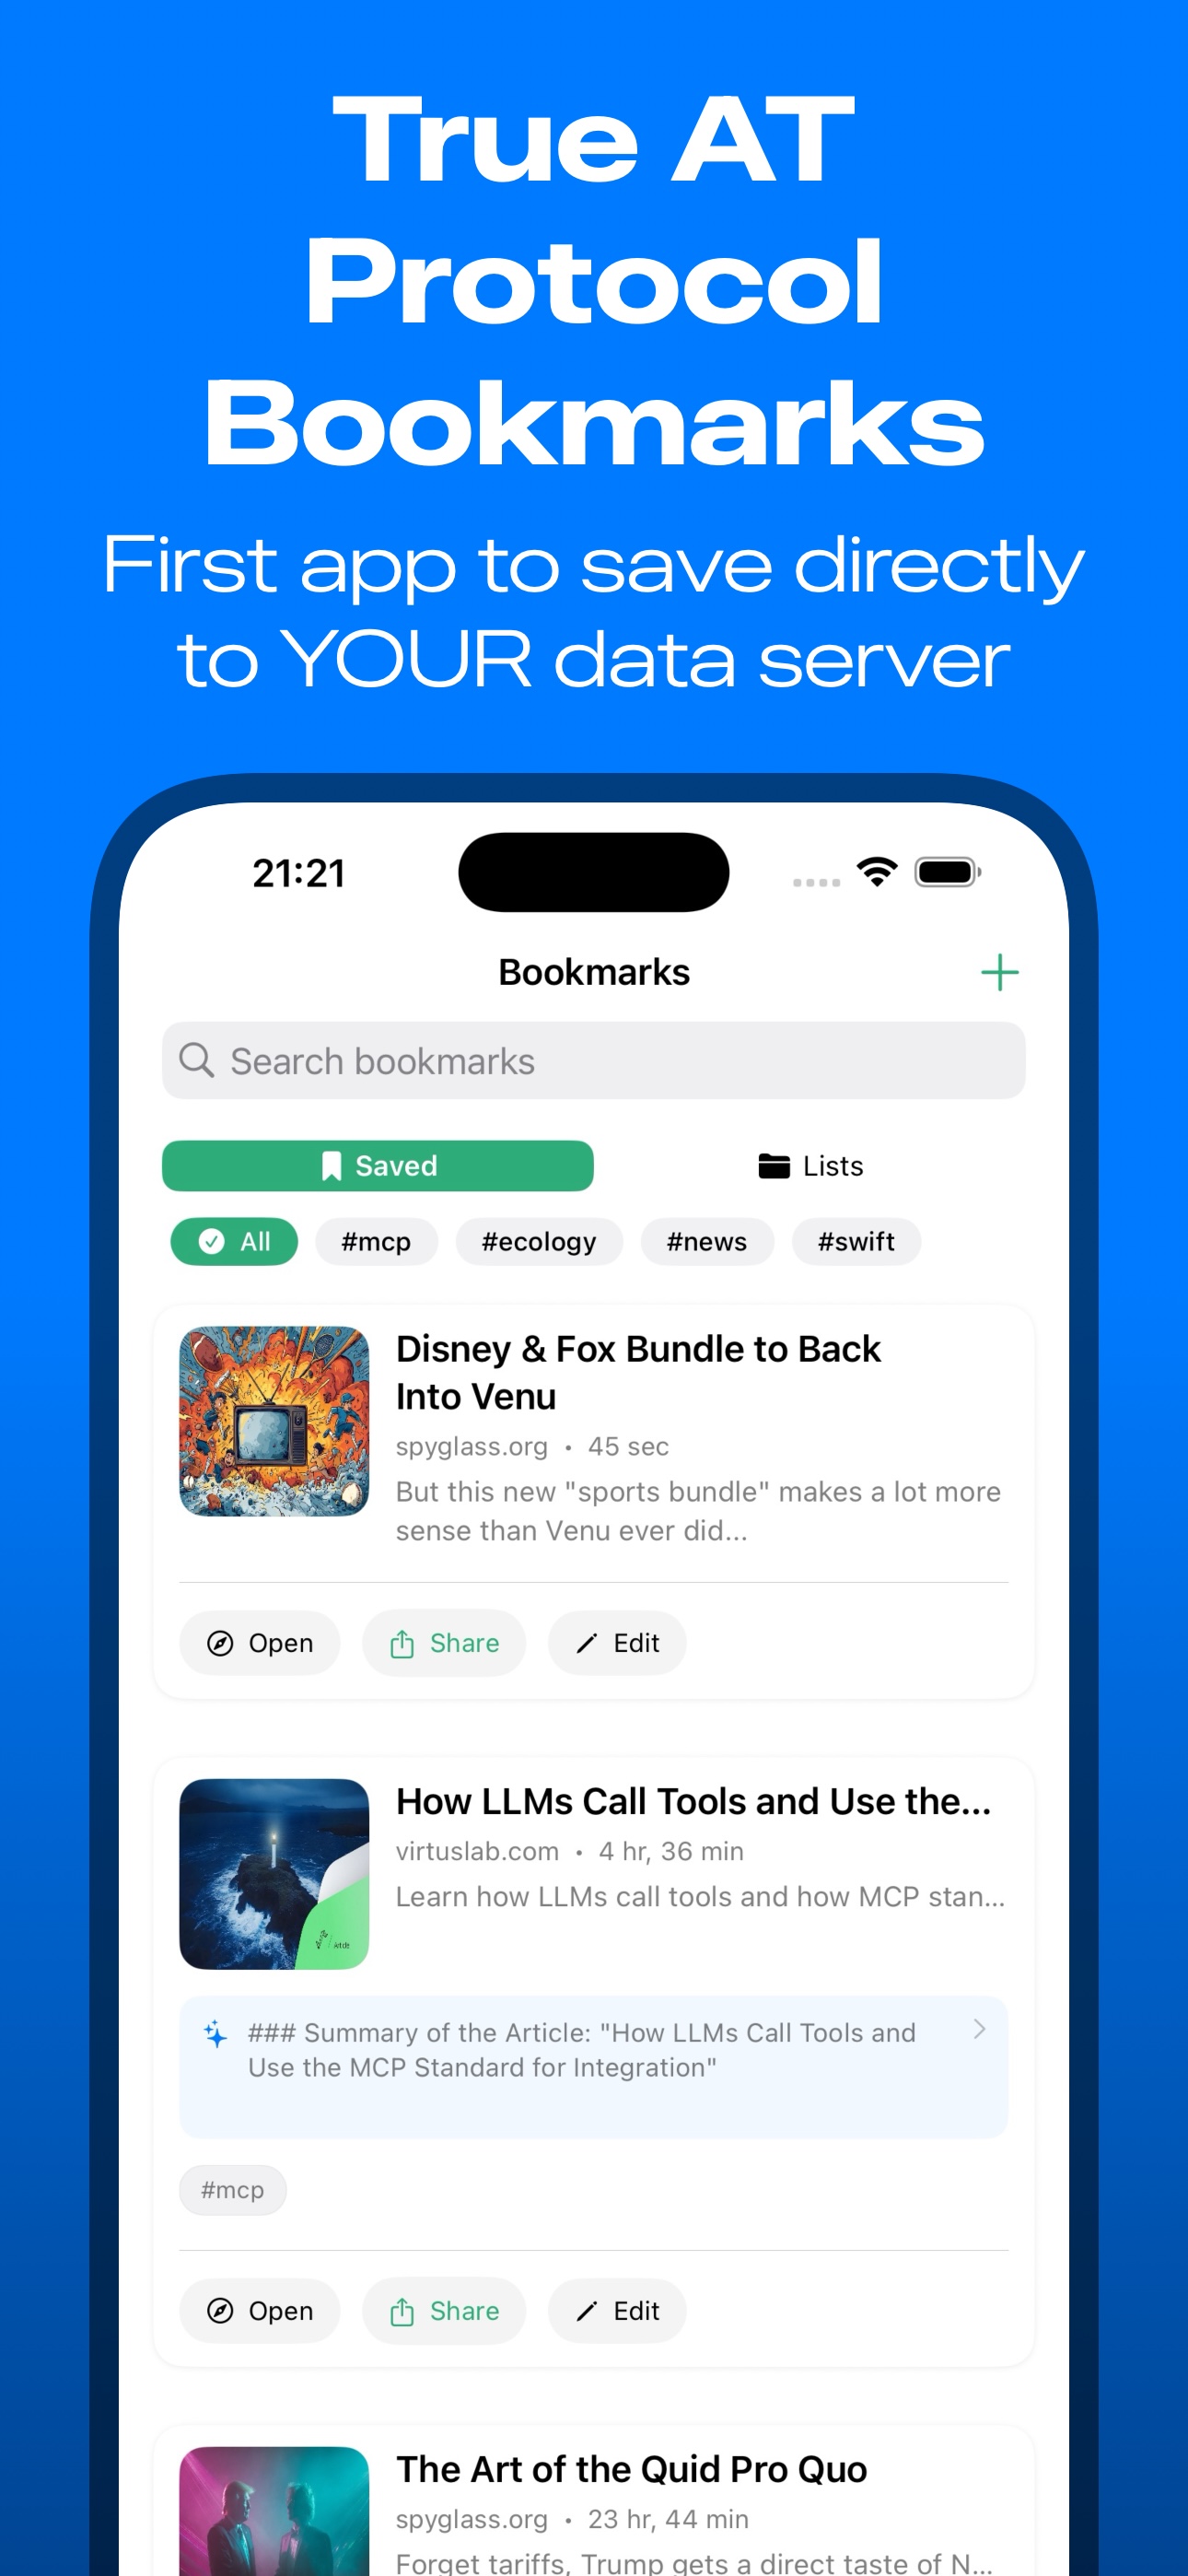 True AT
Protocol
Bookmarks
First app to save directly
to YOUR data server
21:21
Bookmarks
Search bookmarks
Saved
Lists
All
#mcp
#ecology
#news
#swift
Disney & Fox Bundle to Back
Into Venu
spyglass.org • 45 sec
But this new "sports bundle" makes a lot more
sense than Venu ever did...
Open
Share
Edit
How LLMs Call Tools and Use the...
virtuslab.com • 4 hr, 36 min
Learn how LLMs call tools and how MCP stan...
### Summary of the Article: "How LLMs Call Tools and
Use the MCP Standard for Integration"
#mcp
Open
Share
Edit
The Art of the Quid Pro Quo
spyglass.org • 23 hr, 44 min
Forget tariffs, Trump gets a direct taste of N...